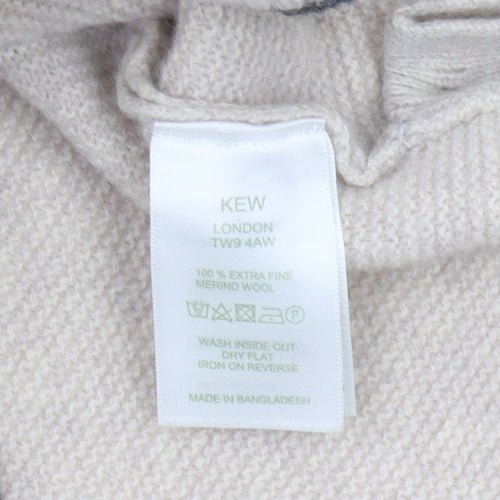 KEW
LONDON
TW9 4AW
100 % EXTRA FINE
MERINO WOOL
P
WASH INSIDE OUT
DRY FLAT
IRON ON REVERSE
MADE IN BANGLADESH